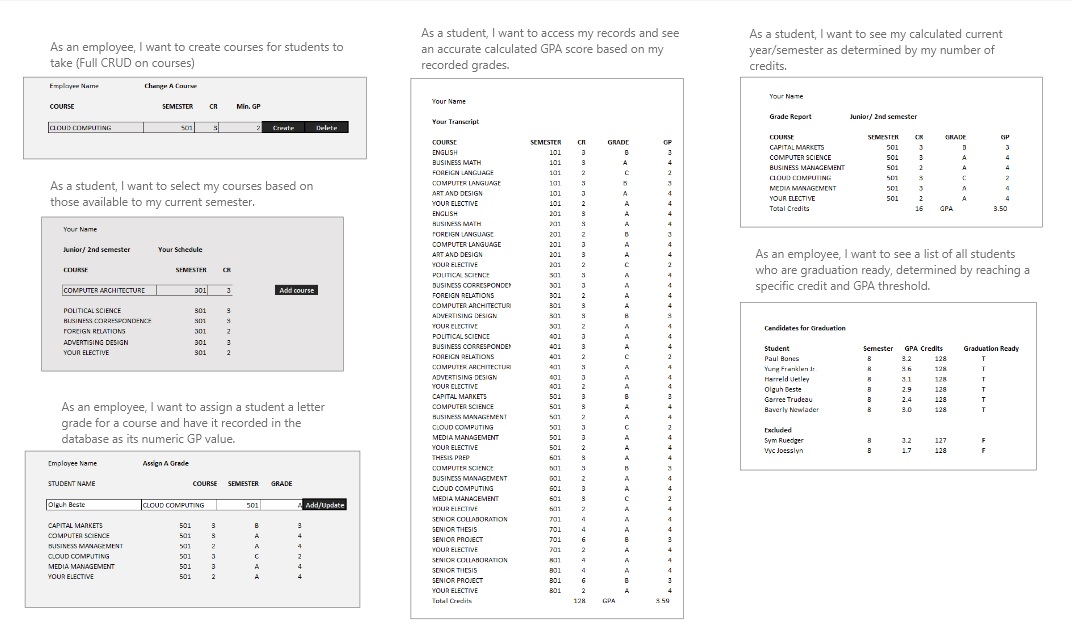 As an employee, I want to create courses for students to
take (Full CRUD on courses)
Employee Name Change A Course
COURSE SEMESTER CR Min. GP
CLOUD COMPUTING 501 3 2 Create Delete
As a student, I want to select my courses based on
those available to my current semester.
Your Name
Junior/ 2nd semester Your Schedule
COURSE SEMESTER CR
COMPUTER ARCHITECTURE 301 3 Add course
POLITICAL SCIENCE 301 3
BUSINESS CORRESPONDENCE 301 3
FOREIGN RELATIONS 301 2
ADVERTISING DESIGN 301 3
YOUR ELECTIVE 301 2
As an employee, I want to assign a student a letter
grade for a course and have it recorded in the
database as its numeric GP value.
Employee Name Assign A Grade
STUDENT NAME COURSE SEMESTER GRADE
Olguh Beste CLOUD COMPUTING 501 A Add/Update
CAPITAL MARKETS 501 3 B 3
COMPUTER SCIENCE 501 3 A 4
BUSINESS MANAGEMENT 501 2 A 4
CLOUD COMPUTING 501 3 C 2
MEDIA MANAGEMENT 501 3 A 4
YOUR ELECTIVE 501 2 A 4
As a student, I want to access my records and see
an accurate calculated GPA score based on my
recorded grades.
Your Name
Your Transcript
COURSE SEMESTER CR GRADE GP
ENGLISH 101 3 B 3
BUSINESS MATH 101 3 A 4
FOREIGN LANGUAGE 101 2 C 2
COMPUTER LANGUAGE 101 3 B 3
ART AND DESIGN 101 3 A 4
YOUR ELECTIVE 101 2 A 4
ENGLISH 201 3 A 4
BUSINESS MATH 201 3 A 4
FOREIGN LANGUAGE 201 2 B 3
COMPUTER LANGUAGE 201 3 A 4
ART AND DESIGN 201 3 A 4
YOUR ELECTIVE 201 2 C 2
POLITICAL SCIENCE 301 3 A 4
BUSINESS CORRESPONDEN 301 3 A 4
FOREIGN RELATIONS 301 2 A 4
COMPUTER ARCHITECTURI 301 3 A 4
ADVERTISING DESIGN 301 3 B 3
YOUR ELECTIVE 301 2 A 4
POLITICAL SCIENCE 401 3 A 4
BUSINESS CORRESPONDEN 401 3 A 4
FOREIGN RELATIONS 401 2 C 2
COMPUTER ARCHITECTURI 401 3 A 4
ADVERTISING DESIGN 401 3 A 4
YOUR ELECTIVE 401 2 A 4
CAPITAL MARKETS 501 3 B 3
COMPUTER SCIENCE 501 3 A 4
BUSINESS MANAGEMENT 501 2 A 4
CLOUD COMPUTING 501 3 C 2
MEDIA MANAGEMENT 501 3 A 4
YOUR ELECTIVE 501 2 A 4
THESIS PREP 601 3 A 4
COMPUTER SCIENCE 601 3 B 3
BUSINESS MANAGEMENT 601 2 A 4
CLOUD COMPUTING 601 3 A 4
MEDIA MANAGEMENT 601 3 C 2
YOUR ELECTIVE 601 2 A 4
SENIOR COLLABORATION 701 4 A 4
SENIOR THESIS 701 4 A 4
SENIOR PROJECT 701 6 B 3
YOUR ELECTIVE 701 2 A 4
SENIOR COLLABORATION 801 4 A 4
SENIOR THESIS 801 4 A 4
SENIOR PROJECT 801 6 B 3
YOUR ELECTIVE 801 2 A 4
Total Credits 128 GPA 3.59
As a student, I want to see my calculated current
year/semester as determined by my number of
credits.
Your Name
Grade Report Junior/ 2nd semester
COURSE SEMESTER CR GRADE GP
CAPITAL MARKETS 501 3 B 3
COMPUTER SCIENCE 501 3 A 4
BUSINESS MANAGEMENT 501 2 A 4
CLOUD COMPUTING 501 3 C 2
MEDIA MANAGEMENT 501 3 A 4
YOUR ELECTIVE 501 2 A 4
Total Credits 16 GPA 3.50
As an employee, I want to see a list of all students
who are graduation ready, determined by reaching a
specific credit and GPA threshold.
Candidates for Graduation
Student Semester GPA Credits Graduation Ready
Paul Bones 8 3.2 128 T
Yung Franklen Jr. 8 3.6 128 T
Harreld Uetley 8 3.1 128 T
Olguh Beste 8 2.9 128 T
Garree Trudeau 8 2.4 128 T
Baverly Newlader 8 3.0 128 T
Excluded
Sym Ruedger 8 3.2 127 F
Vyc Joesslyn 8 1.7 128 F